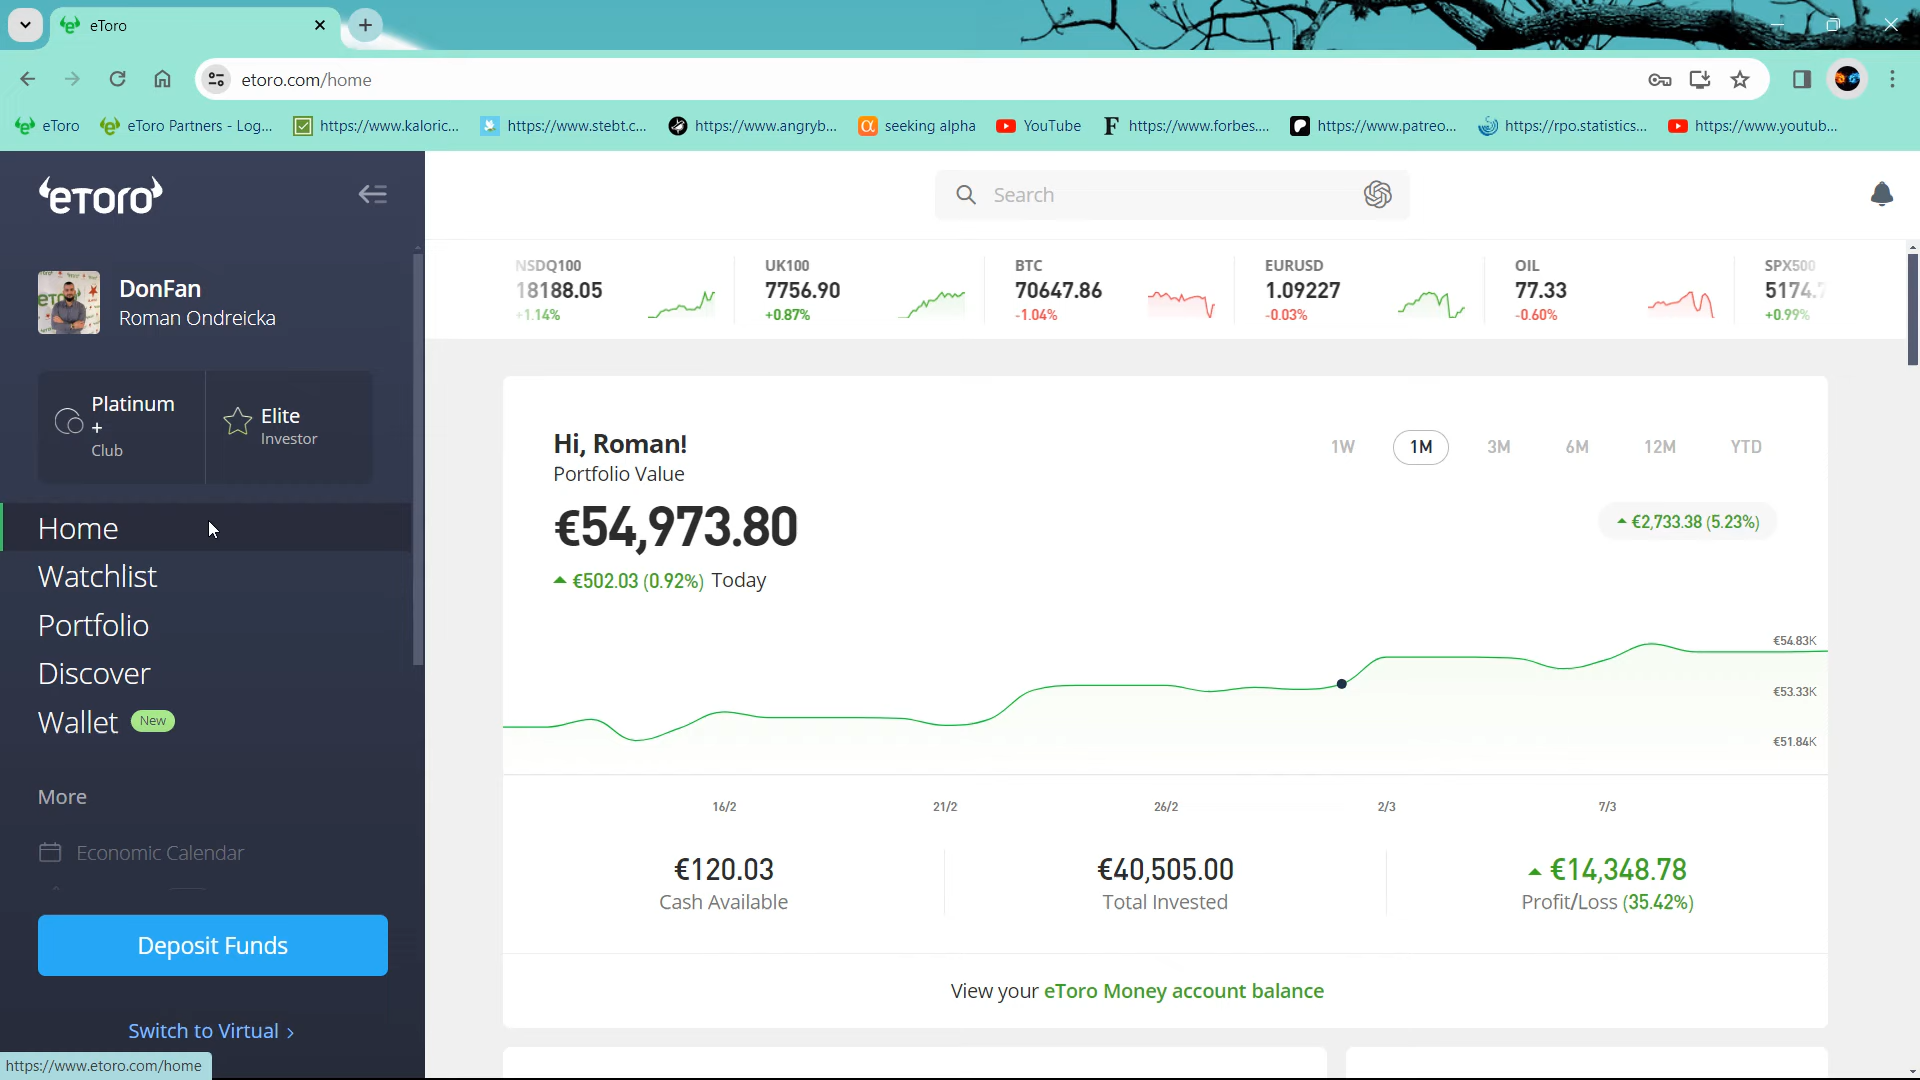 eToro
etoro.com/home
eToro
eToro Partners - Log...
https://www.kaloric...
https://www.stebt.c...
https://www.angryb...
seeking alpha
YouTube
https://www.forbes....
https://www.patreo...
https://rpo.statistics...
https://www.youtub...
eToro
Search
DonFan
Roman Ondreicka
Platinum
+
Club
Elite
Investor
Home
Watchlist
Portfolio
Discover
Wallet New
More
Economic Calendar
Deposit Funds
Switch to Virtual >
https://www.etoro.com/home
NSDQ100
18188.05
+1.14%
UK100
7756.90
+0.87%
BTC
70647.86
-1.04%
EURUSD
1.09227
-0.03%
OIL
77.33
-0.60%
SPX500
5174.7
+0.99%
Hi, Roman!
Portfolio Value
€54,973.80
€502.03 (0.92%) Today
1W 1M 3M 6M 12M YTD
€2,733.38 (5.23%)
€54.83K
€53.33K
€51.84K
16/2 21/2 26/2 2/3 7/3
€120.03
Cash Available
€40,505.00
Total Invested
€14,348.78
Profit/Loss (35.42%)
View your eToro Money account balance